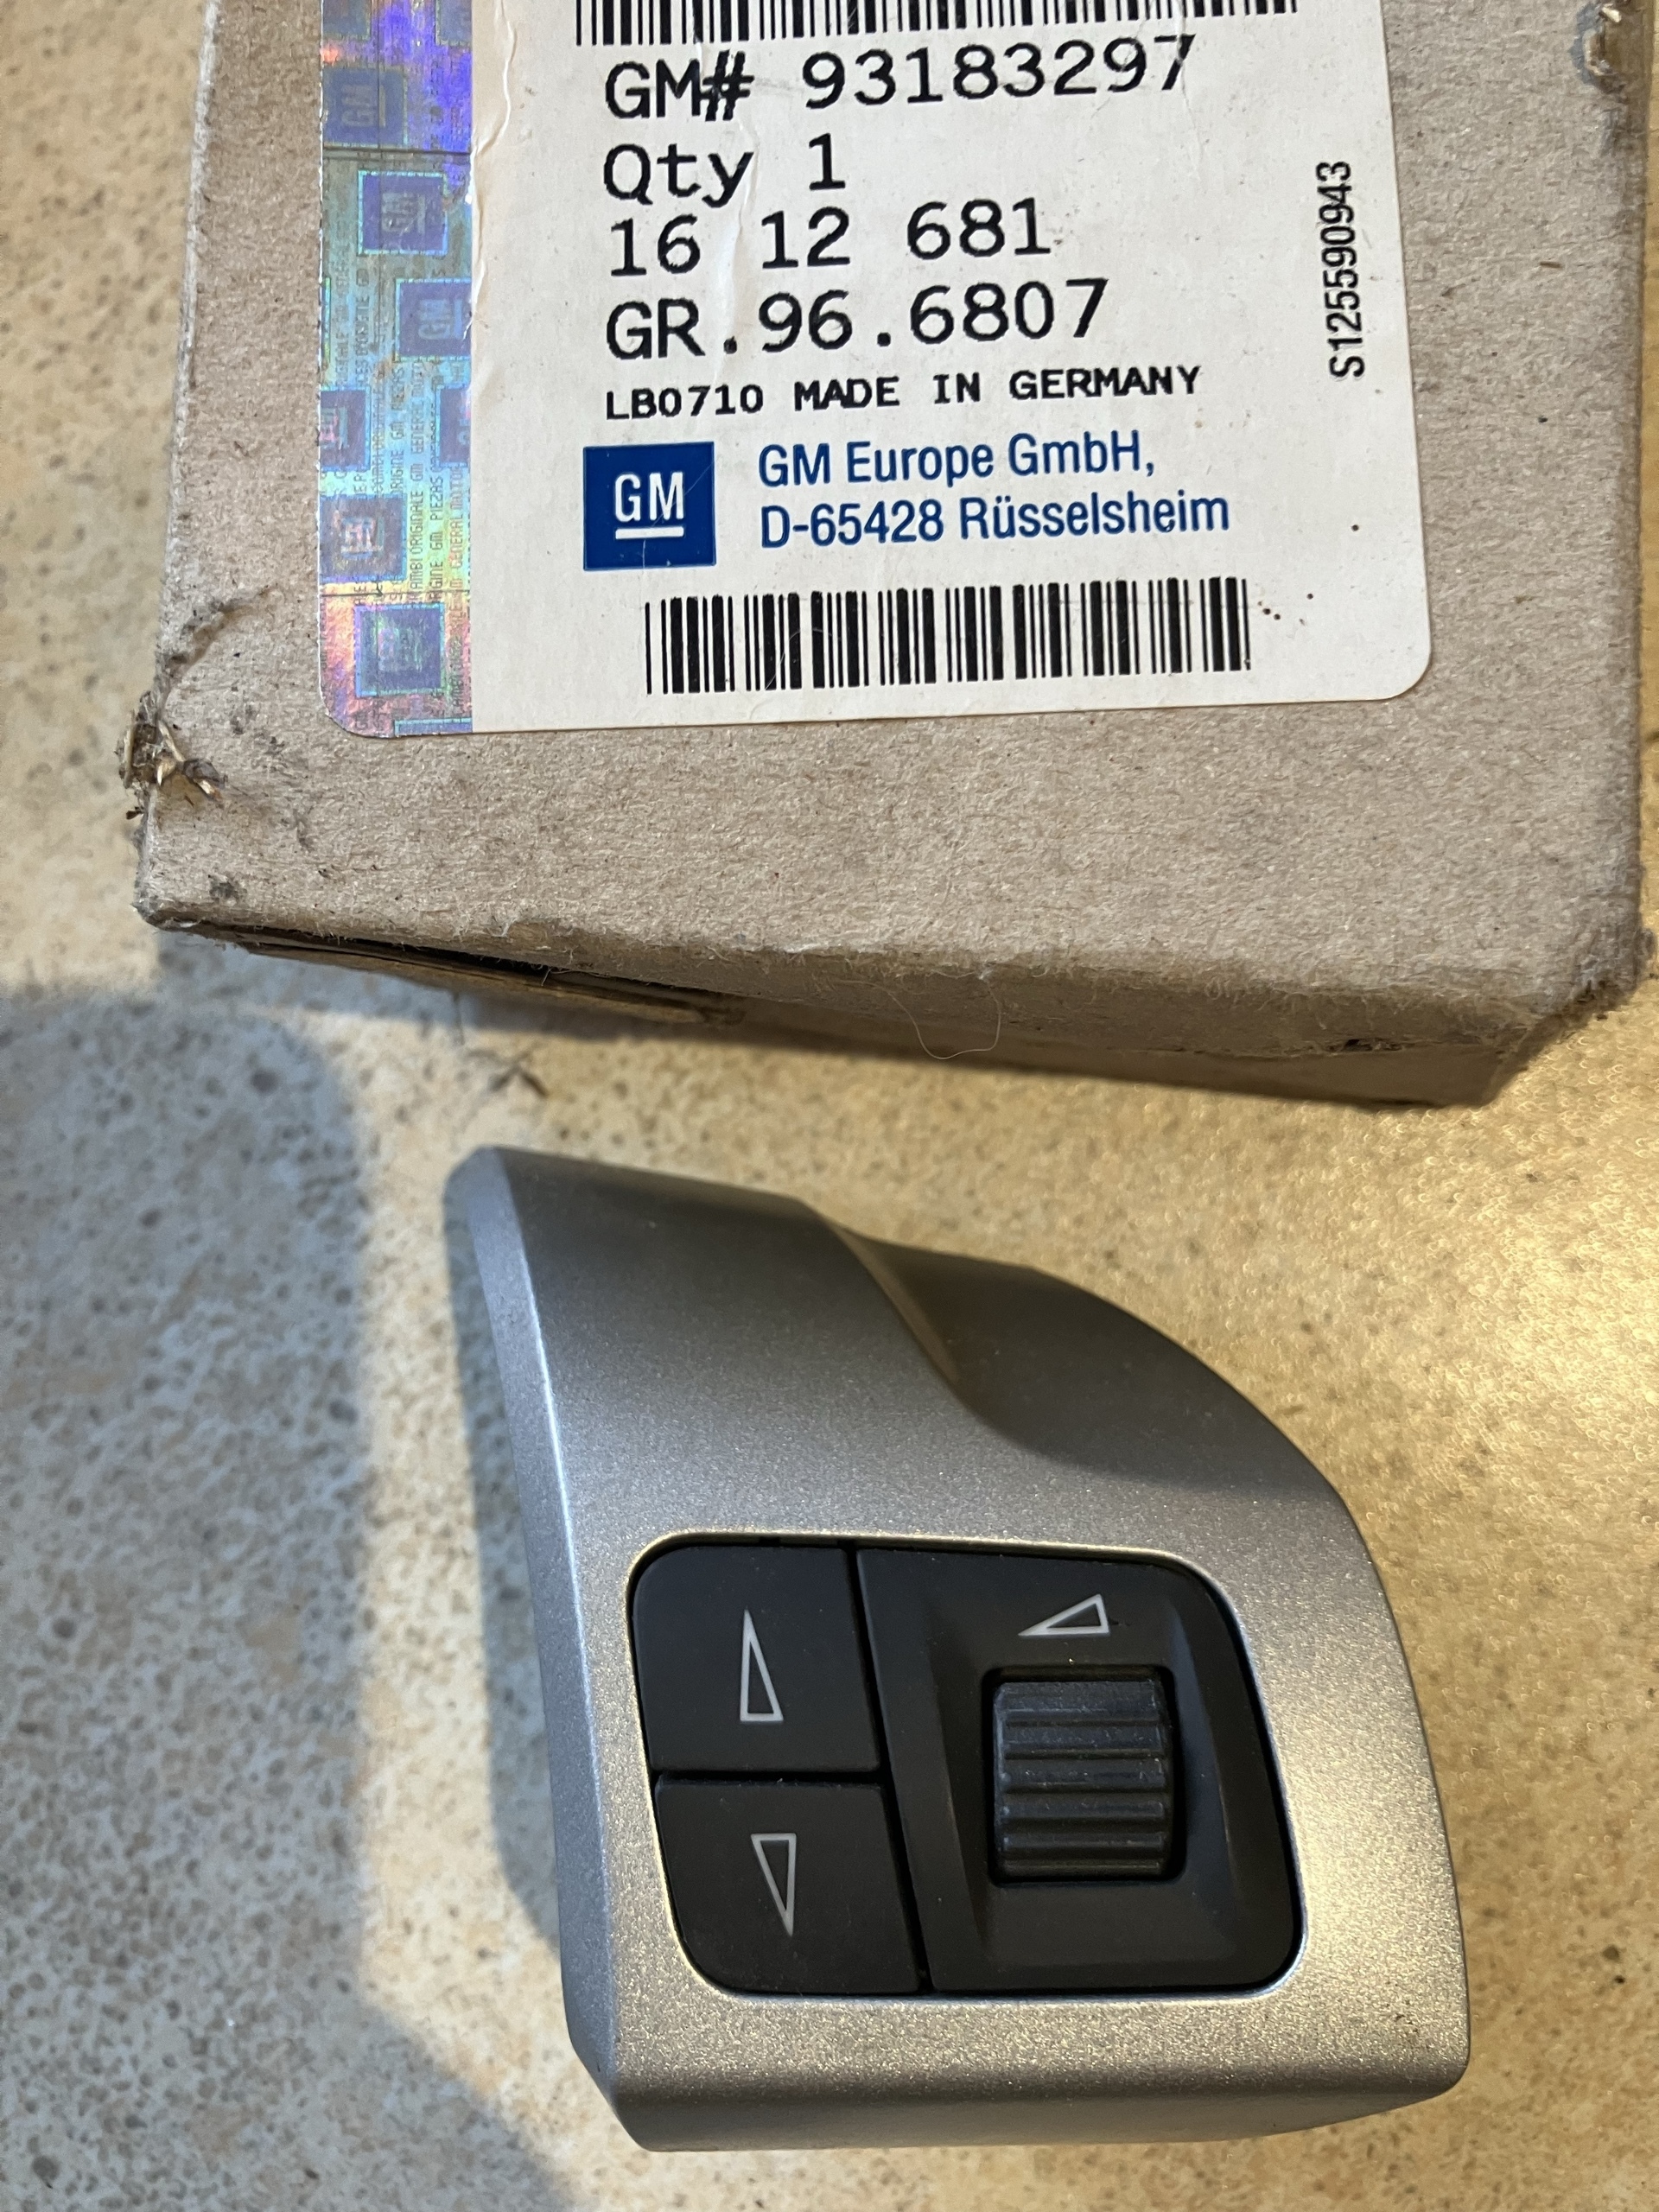 GM# 93183297
Qty 1
16 12 681
GR.96.6807
LB0710 MADE IN GERMANY
GM
GM Europe GmbH,
D-65428 Rüsselsheim
S125590943